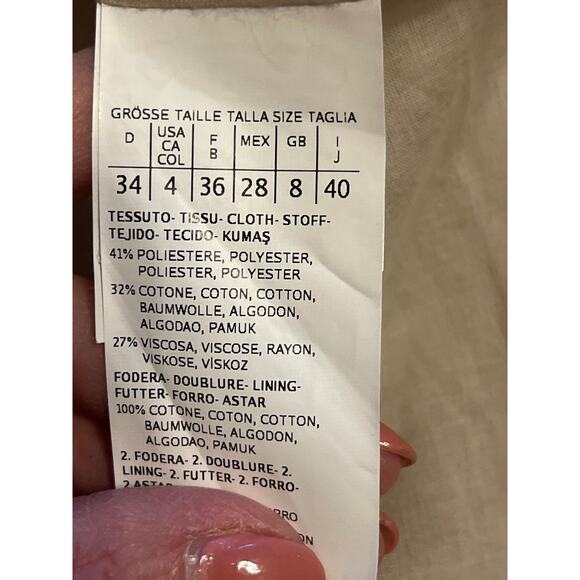 GRÖSSE TAILLE TALLA SIZE TAGLIA
D USA CA COL F B MEX GB I J
34 4 36 28 8 40
TESSUTO- TISSU- CLOTH- STOFF-
TEJIDO- TECIDO- KUMAŞ
41% POLIESTERE, POLYESTER,
POLIESTER, POLYESTER
32% COTONE, COTON, COTTON,
BAUMWOLLE, ALGODON,
ALGODAO, PAMUK
27% VISCOSA, VISCOSE, RAYON,
VISKOSE, VİSKOZ
FODERA- DOUBLURE- LINING-
FUTTER- FORRO- ASTAR
100% COTONE, COTON, COTTON,
BAUMWOLLE, ALGODON,
ALGODAO, PAMUK
2. FODERA- 2. DOUBLURE- 2.
LINING- 2. FUTTER- 2. FORRO-
2 ASTAR